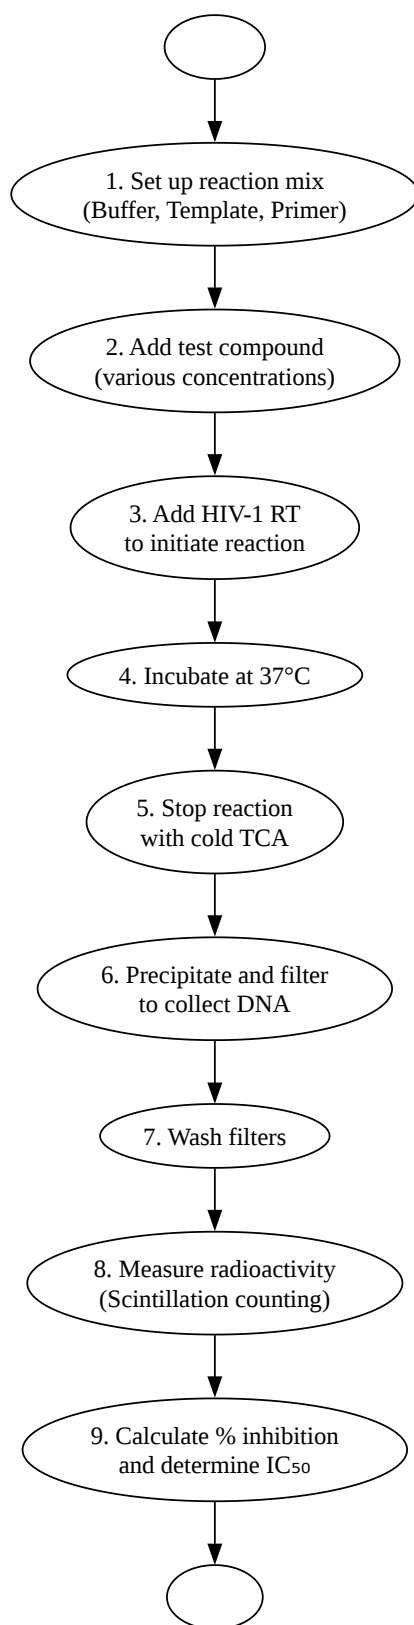 1. Set up reaction mix
(Buffer, Template, Primer)
2. Add test compound
(various concentrations)
3. Add HIV-1 RT
to initiate reaction
4. Incubate at 37°C
5. Stop reaction
with cold TCA
6. Precipitate and filter
to collect DNA
7. Wash filters
8. Measure radioactivity
(Scintillation counting)
9. Calculate % inhibition
and determine IC₅₀